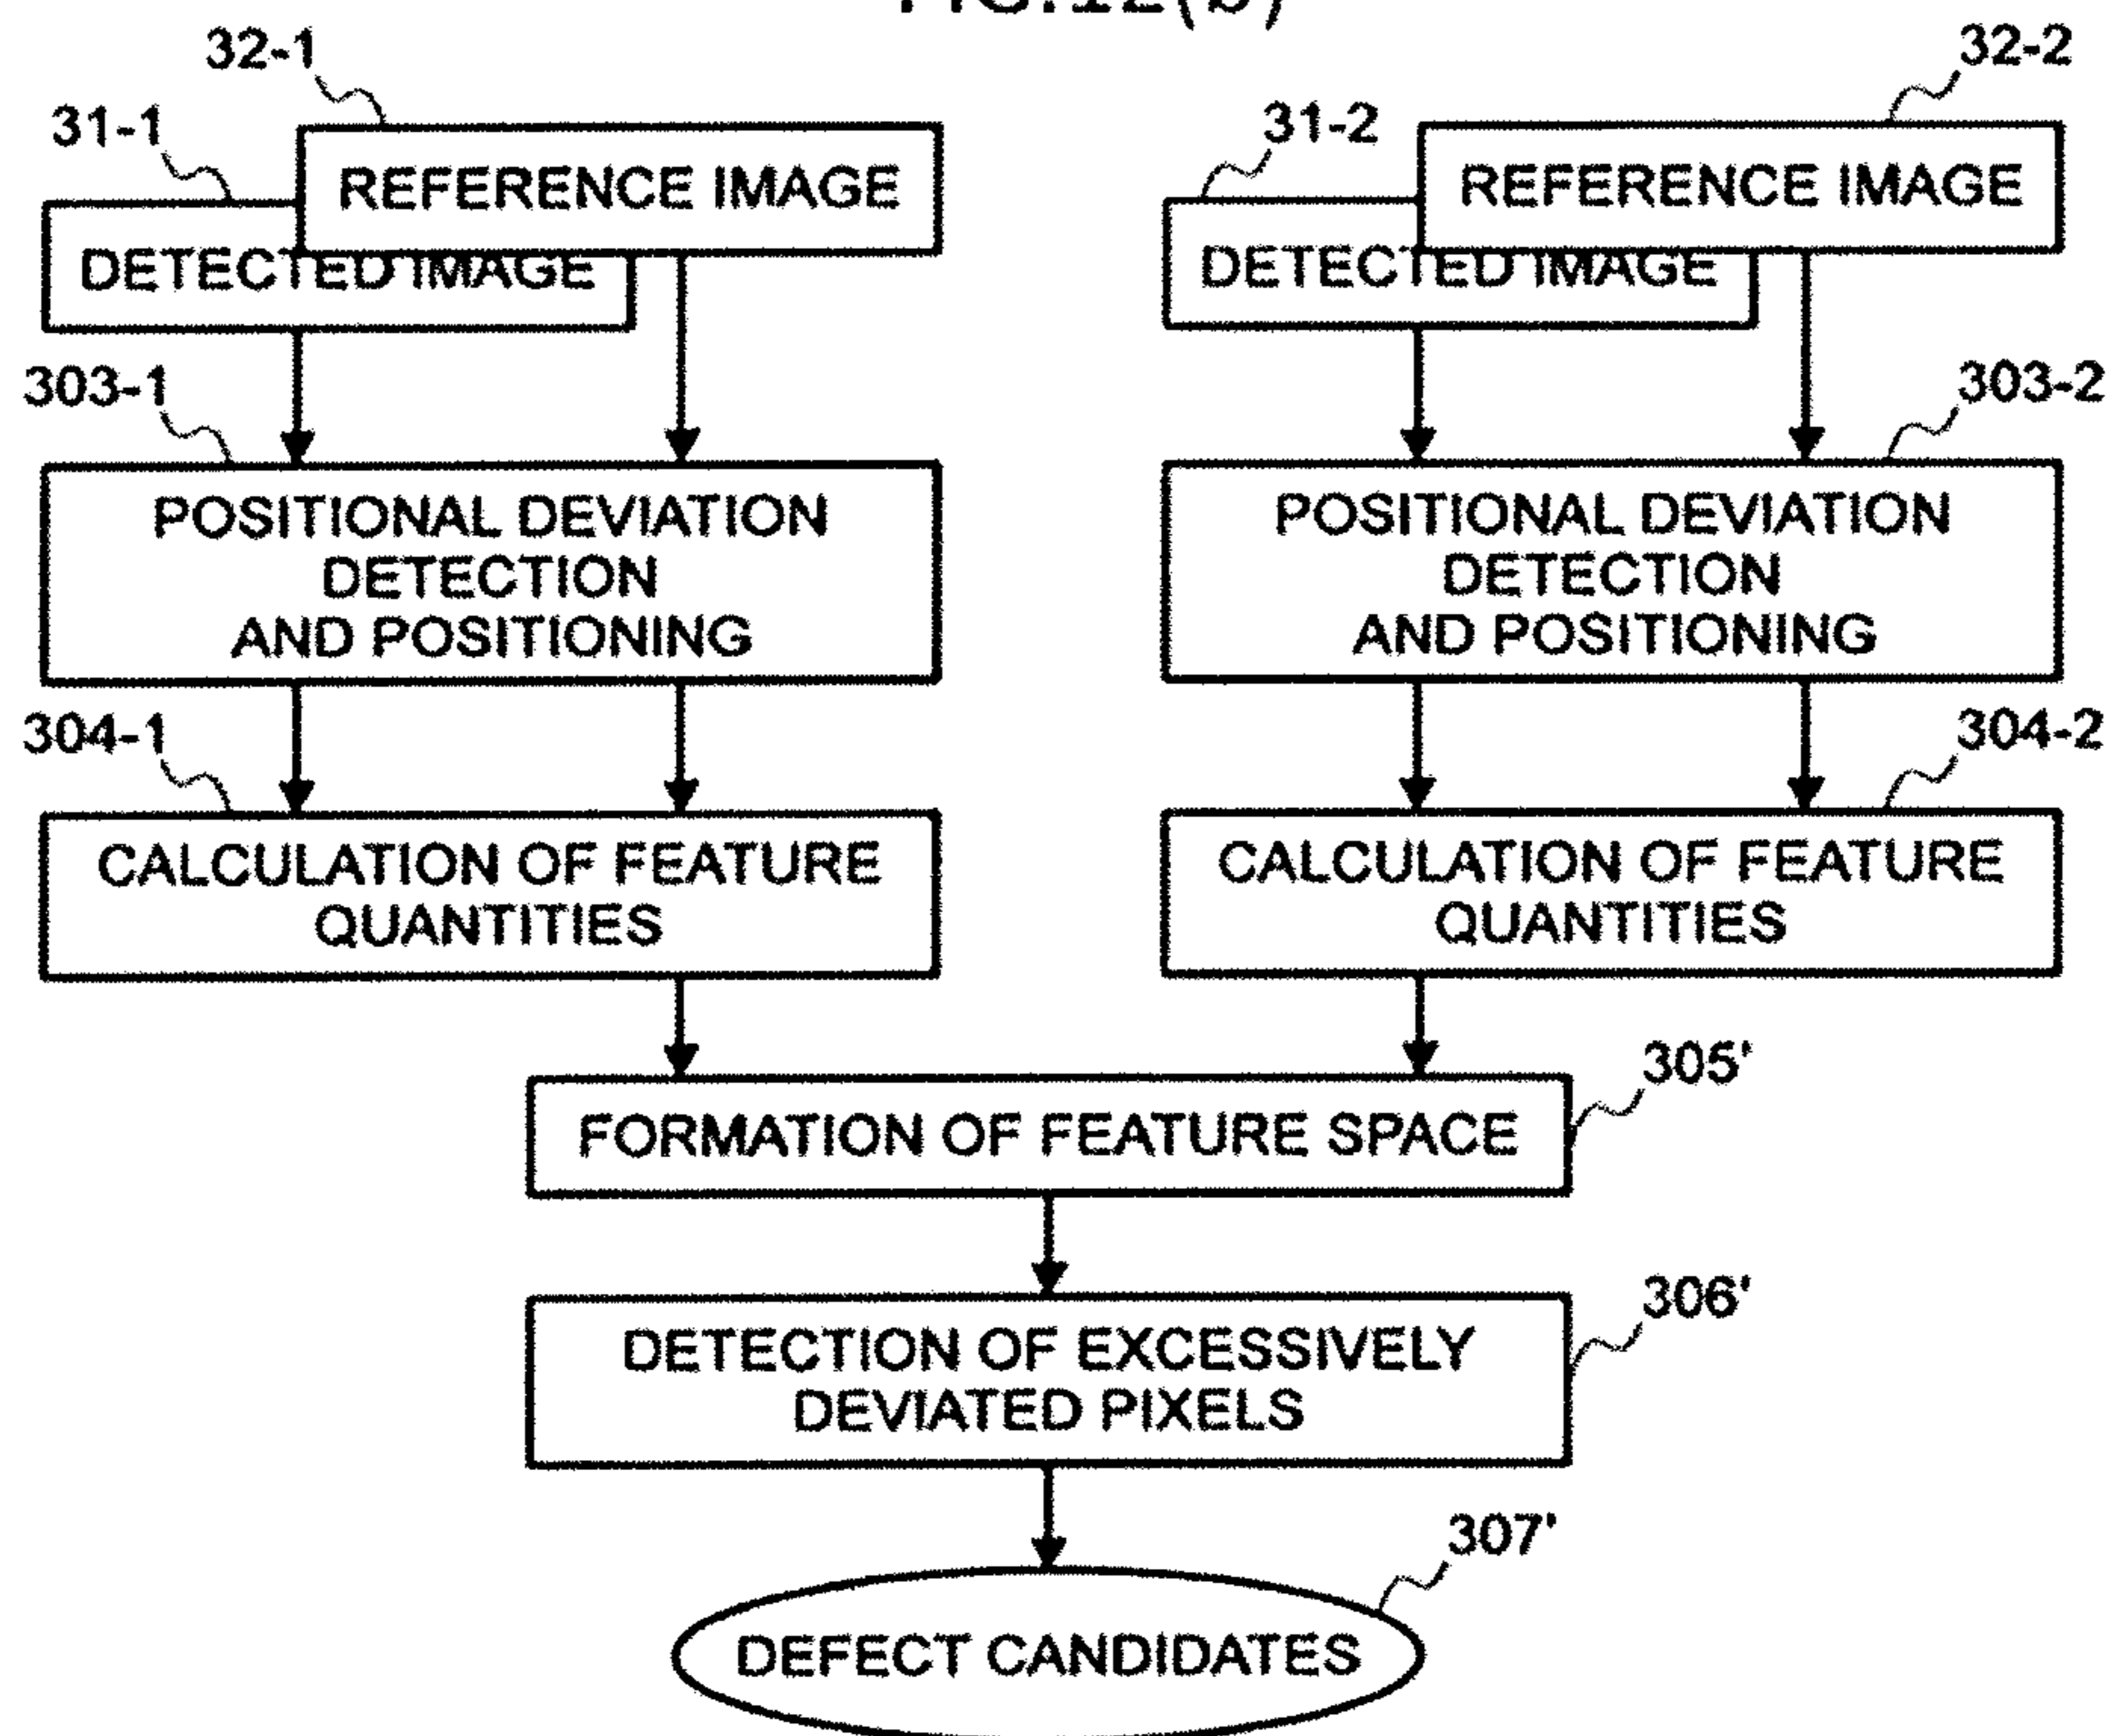 FIG.12(b)
32-1
32-2
31-1
31-2
REFERENCE IMAGE
REFERENCE IMAGE
DETECTED IMAGE
DETECTED IMAGE
303-1
303-2
POSITIONAL DEVIATION
DETECTION
AND POSITIONING
POSITIONAL DEVIATION
DETECTION
AND POSITIONING
304-1
304-2
CALCULATION OF FEATURE
QUANTITIES
CALCULATION OF FEATURE
QUANTITIES
305'
FORMATION OF FEATURE SPACE
306'
DETECTION OF EXCESSIVELY
DEVIATED PIXELS
307'
DEFECT CANDIDATES